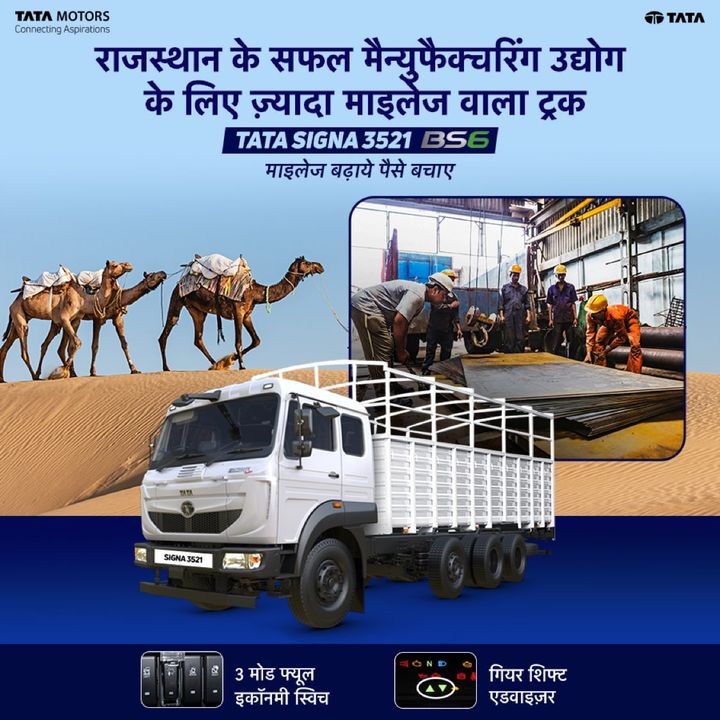 TATA MOTORS
Connecting Aspirations
TATA
राजस्थान के सफल मैन्युफैक्चरिंग उद्योग
के लिए ज़्यादा माइलेज वाला ट्रक
TATA SIGNA 3521 BS6
माइलेज बढ़ाये पैसे बचाए
TATA
SIGNA 3521
3 मोड फ्यूल
इकॉनमी स्विच
N D
गियर शिफ्ट
एडवाइज़र